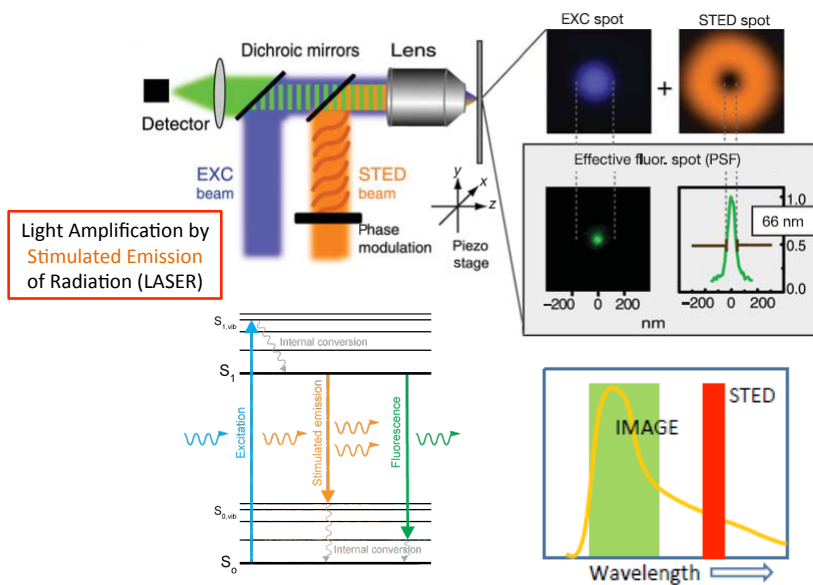 Dichroic mirrors
Lens
Detector
EXC
beam
STED
beam
Phase
modulation
y
x
z
Piezo
stage
EXC spot
STED spot
+
Effective fluor. spot (PSF)
1.0
66 nm
0.5
0.0
−200 0 200
−200 0 200
nm
Light Amplification by
Stimulated Emission
of Radiation (LASER)
S1,vib
Internal conversion
S1
Excitation
Stimulated emission
Fluorescence
S0,vib
Internal conversion
So
IMAGE
STED
Wavelength